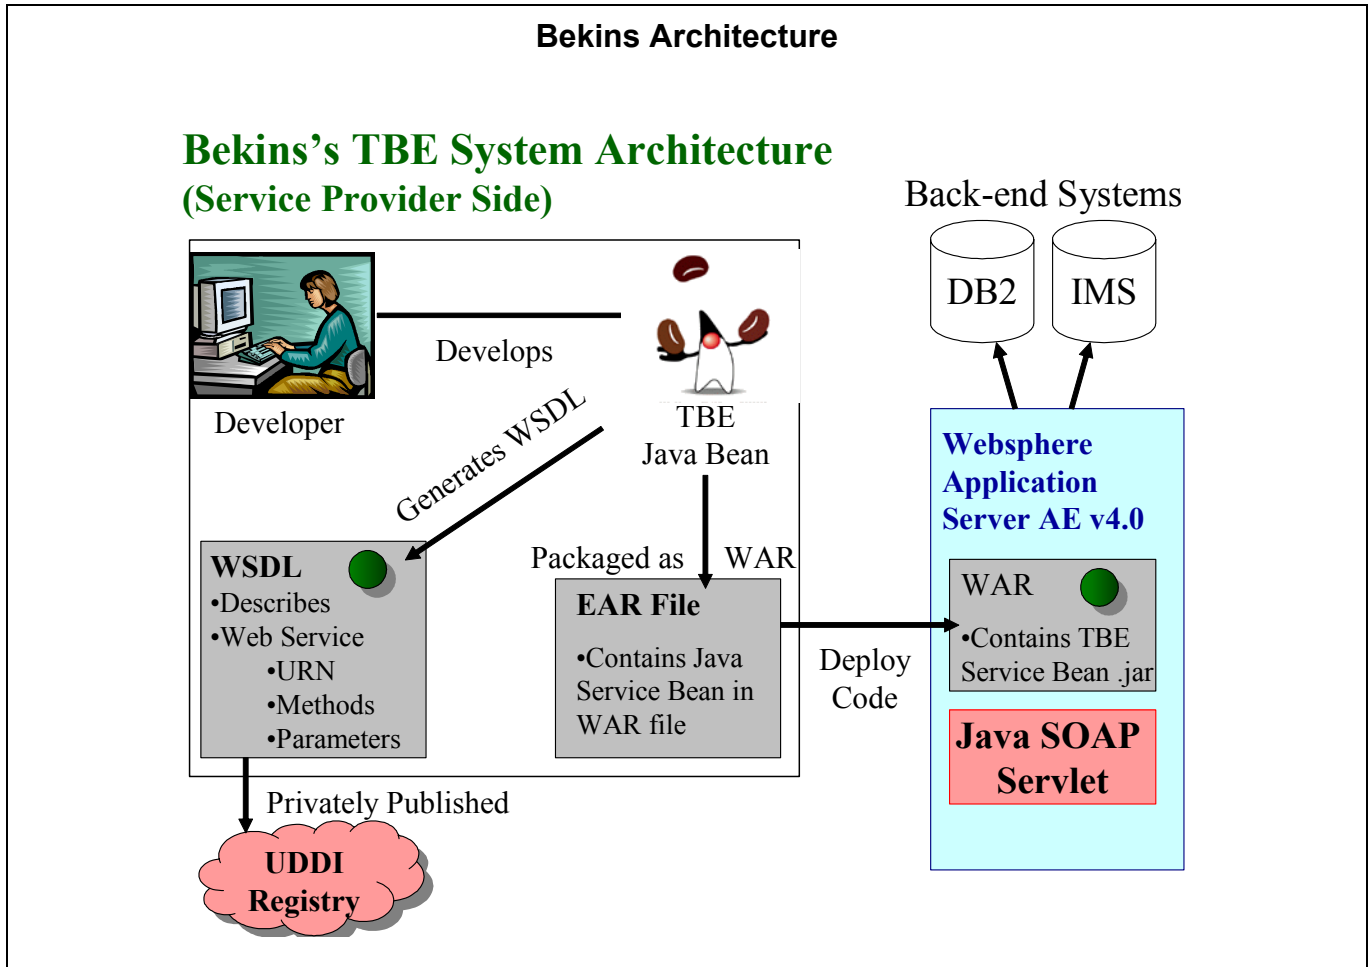 Bekins Architecture
Bekins’s TBE System Architecture
(Service Provider Side)
Back-end Systems
DB2
IMS
Develops
Developer
TBE
Java Bean
Generates WSDL
Websphere
Application
Server AE v4.0
Packaged as WAR
WSDL
•Describes
•Web Service
•URN
•Methods
•Parameters
EAR File
•Contains Java
Service Bean in
WAR file
Deploy
Code
WAR
•Contains TBE
Service Bean .jar
Java SOAP
Servlet
Privately Published
UDDI
Registry